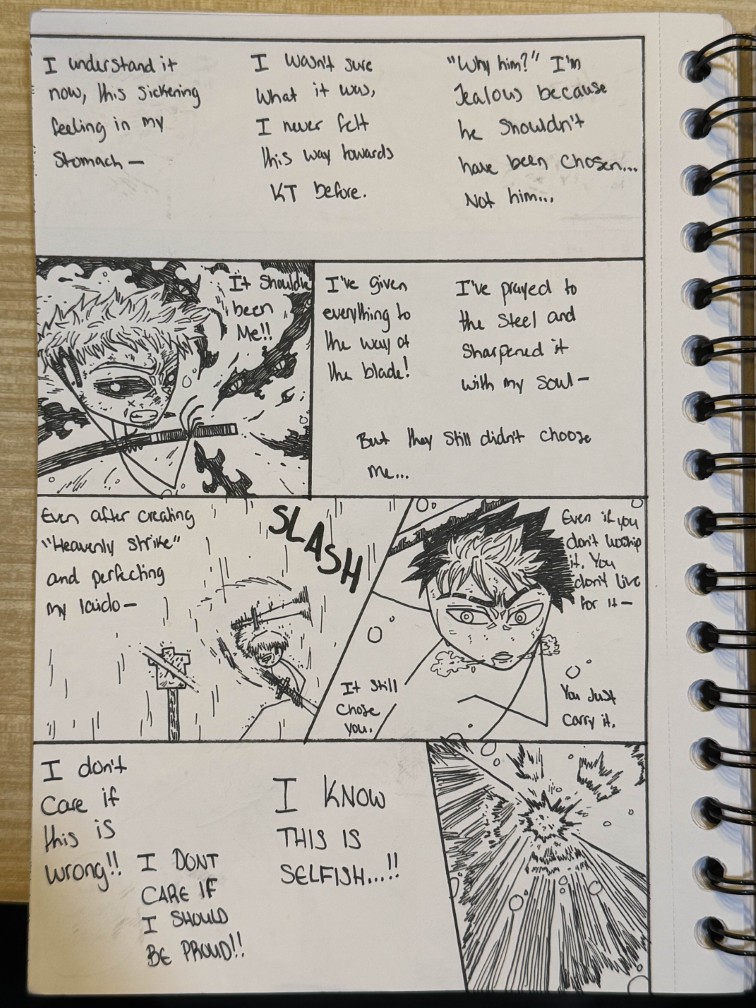 I understand it
now, this sickening
feeling in my
stomach—
I wasn't sure
what it was,
I never felt
this way towards
KT before.
"Why him?" I'm
Jealous because
he shouldn't
have been chosen...
Not him...
It should've
been
Me!!
I've given
everything to
the way of
the blade!
I've prayed to
the steel and
sharpened it
with my soul—
But they still didn't choose
me...
Even after creating
"Heavenly strike"
and perfecting
my Iaido—
SLASH
Even if you
don't worship
it. You
don't live
for it—
It still
chose
you.
You just
carry it.
I don't
care if
this is
wrong!!
I DONT
CARE IF
I SHOULD
BE PROUD!!
I KNOW
THIS IS
SELFISH...!!